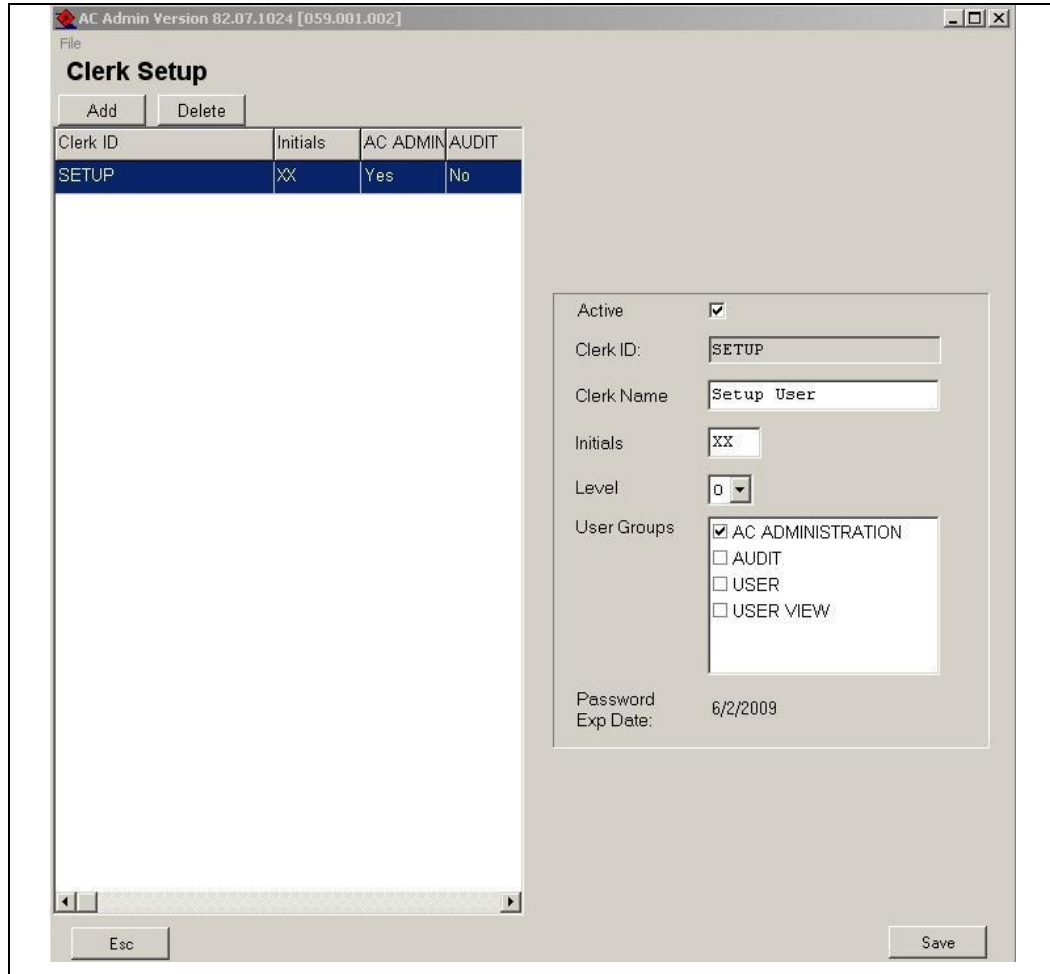 AC Admin Version 82.07.1024 [059.001.002]
File
Clerk Setup
Add Delete
Clerk ID Initials AC ADMIN AUDIT
SETUP XX Yes No
Active
Clerk ID: SETUP
Clerk Name Setup User
Initials XX
Level 0
User Groups AC ADMINISTRATION
AUDIT
USER
USER VIEW
Password
Exp Date: 6/2/2009
Esc Save